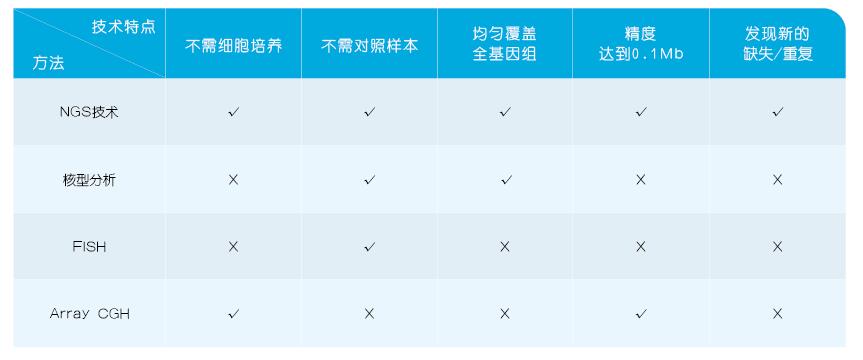 技术特点
方法
不需细胞培养
不需对照样本
均匀覆盖
全基因组
精度
达到0.1Mb
发现新的
缺失/重复
NGS技术 √ √ √ √ √
核型分析 X √ √ X X
FISH X √ X X X
Array CGH √ X X √ X